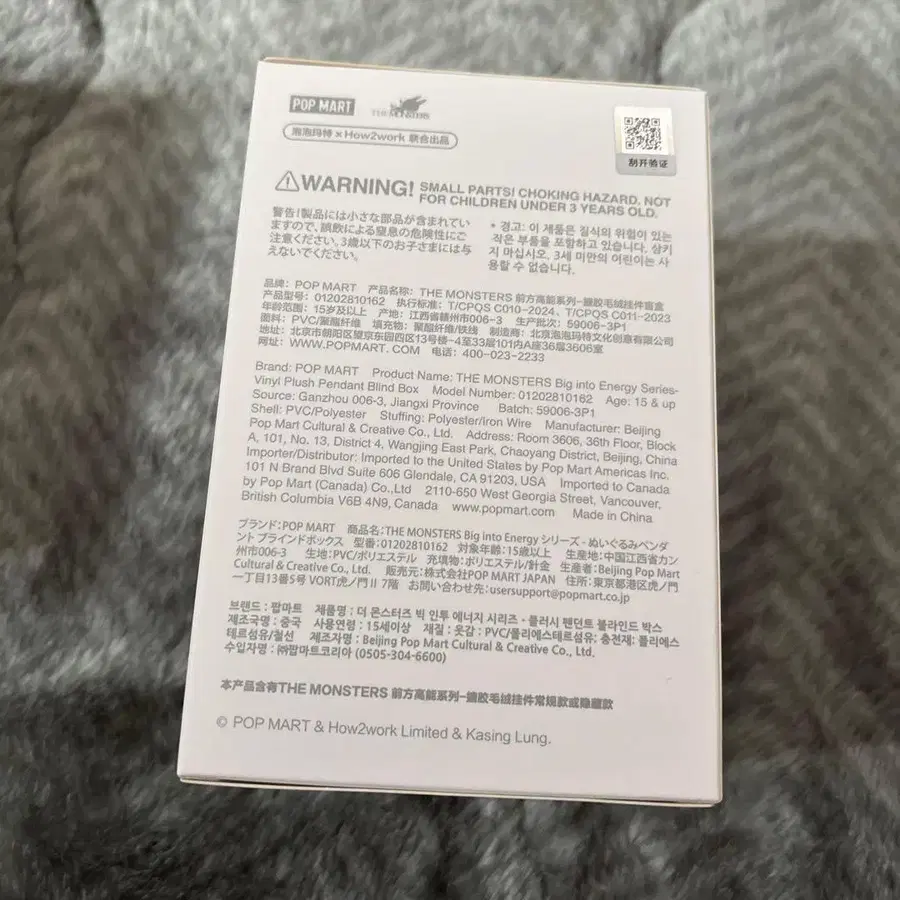 POP MART THE MONSTERS
泡泡玛特 × How2work 联合出品
刮开验证
WARNING! SMALL PARTS! CHOKING HAZARD. NOT
FOR CHILDREN UNDER 3 YEARS OLD.
警告!製品には小さな部品が含まれてい
ますので、誤飲による窒息の危険性にご
注意ください。3歳以下のお子さまには与
えないでください。
* 경고: 이 제품은 질식의 위험이 있는
작은 부품을 포함하고 있습니다. 삼키
지 마십시오. 3세 미만의 어린이는 사
용할 수 없습니다.
品牌: POP MART 产品名称: THE MONSTERS 前方高能系列-搪胶毛绒挂件盲盒
产品型号: 01202810162 执行标准: T/CPQS C010-2024、T/CPQS C011-2023
年龄范围: 15岁及以上 产地: 江西省赣州市006-3 生产批次: 59006-3P1
面料: PVC/聚酯纤维 填充物: 聚酯纤维/铁线 制造商: 北京泡泡玛特文化创意有限公司
地址: 北京市朝阳区望京东园四区13号楼-4至33层101内A座36层3606室
网址: WWW.POPMART.COM 电话: 400-023-2233
Brand: POP MART Product Name: THE MONSTERS Big into Energy Series-
Vinyl Plush Pendant Blind Box Model Number: 01202810162 Age: 15 & up
Source: Ganzhou 006-3, Jiangxi Province Batch: 59006-3P1
Shell: PVC/Polyester Stuffing: Polyester/Iron Wire Manufacturer: Beijing
Pop Mart Cultural & Creative Co., Ltd. Address: Room 3606, 36th Floor, Block
A, 101, No. 13, District 4, Wangjing East Park, Chaoyang District, Beijing, China
Importer/Distributor: Imported to the United States by Pop Mart Americas Inc.
101 N Brand Blvd Suite 606 Glendale, CA 91203, USA Imported to Canada
by Pop Mart (Canada) Co.,Ltd 2110-650 West Georgia Street, Vancouver,
British Columbia V6B 4N9, Canada www.popmart.com Made in China
ブランド:POP MART 商品名:THE MONSTERS Big into Energy シリーズ - ぬいぐるみペンダ
ント ブラインドボックス 型番:01202810162 対象年齢:15歳以上 生産地:中国江西省カン
州市006-3 生地:PVC/ポリエステル 充填物:ポリエステル/針金 生産者:Beijing Pop Mart
Cultural & Creative Co., Ltd. 販売元:株式会社POP MART JAPAN 住所:東京都港区虎ノ門
一丁目13番5号 VORT虎ノ門II 7階 お問い合わせ先:usersupport@popmart.co.jp
브랜드 : 팝마트 제품명 : 더 몬스터즈 빅 인투 에너지 시리즈 - 플러시 팬던트 블라인드 박스
제조국명 : 중국 사용연령 : 15세이상 재질 : 옷감 : PVC/폴리에스테르섬유; 충전재: 폴리에스
테르섬유/철선 제조자명 : Beijing Pop Mart Cultural & Creative Co., Ltd.
수입자명 : ㈜팝마트코리아 (0505-304-6600)
本产品含有THE MONSTERS 前方高能系列-搪胶毛绒挂件常规款或隐藏款
© POP MART & How2work Limited & Kasing Lung.